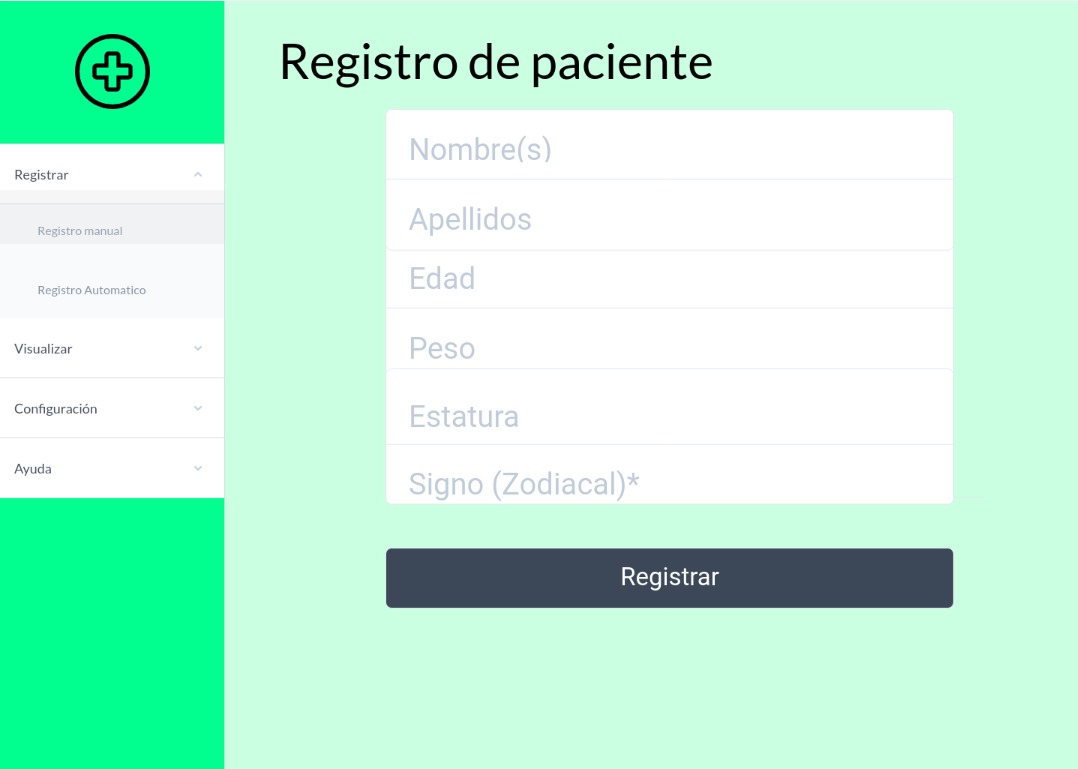 Registro de paciente
Nombre(s)
Registrar
Apellidos
Registro manual
Edad
Registro Automatico
Peso
Visualizar
Estatura
Configuración
Ayuda
Signo (Zodiacal)*
Registrar